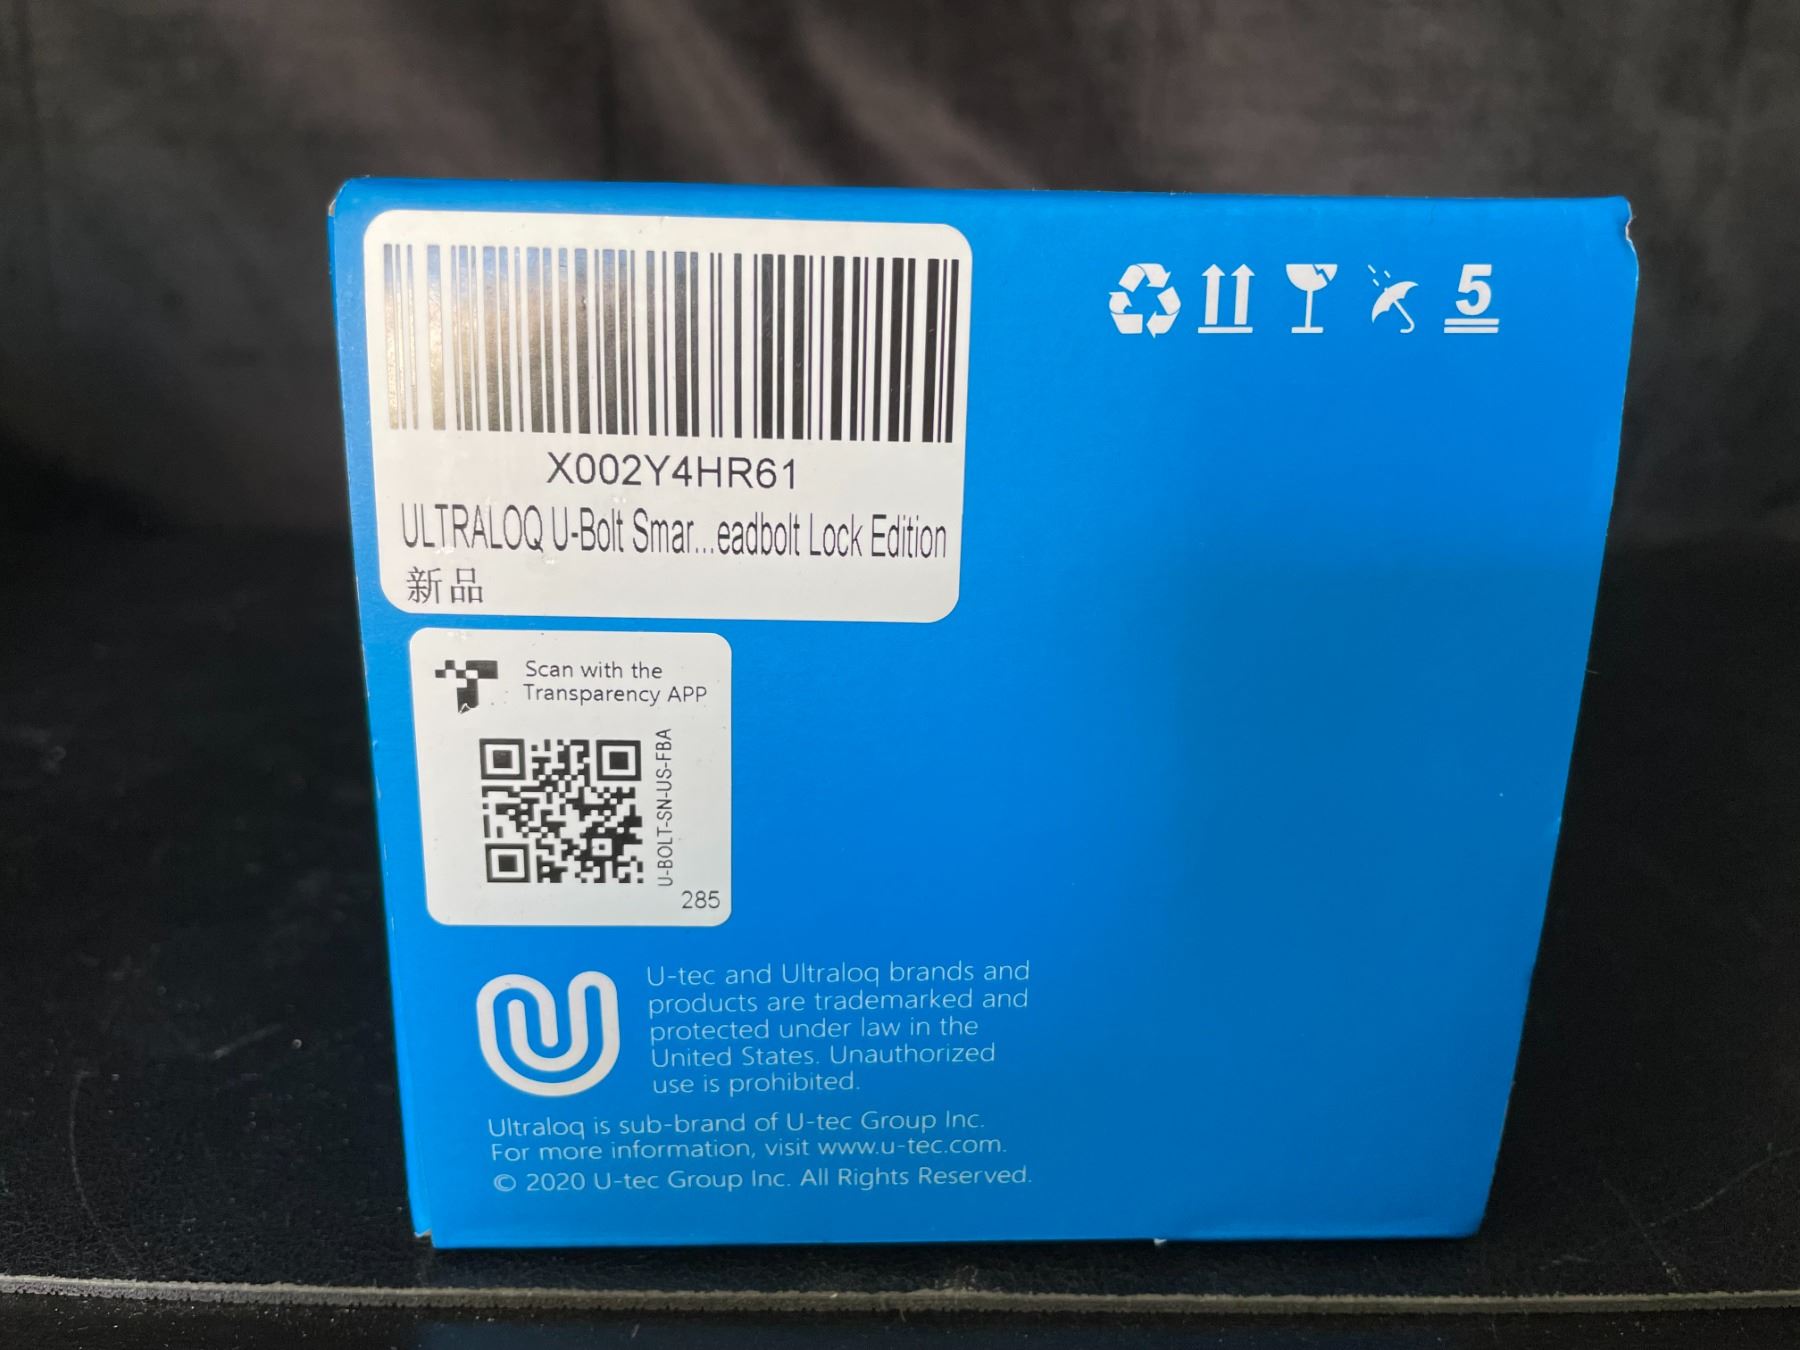 X002Y4HR61
ULTRALOQ U-Bolt Smar...eadbolt Lock Edition
新品
5
Scan with the
Transparency APP
U-BOLT-SN-US-FBA
285
U-tec and Ultraloq brands and
products are trademarked and
protected under law in the
United States. Unauthorized
use is prohibited.
Ultraloq is sub-brand of U-tec Group Inc.
For more information, visit www.u-tec.com.
© 2020 U-tec Group Inc. All Rights Reserved.